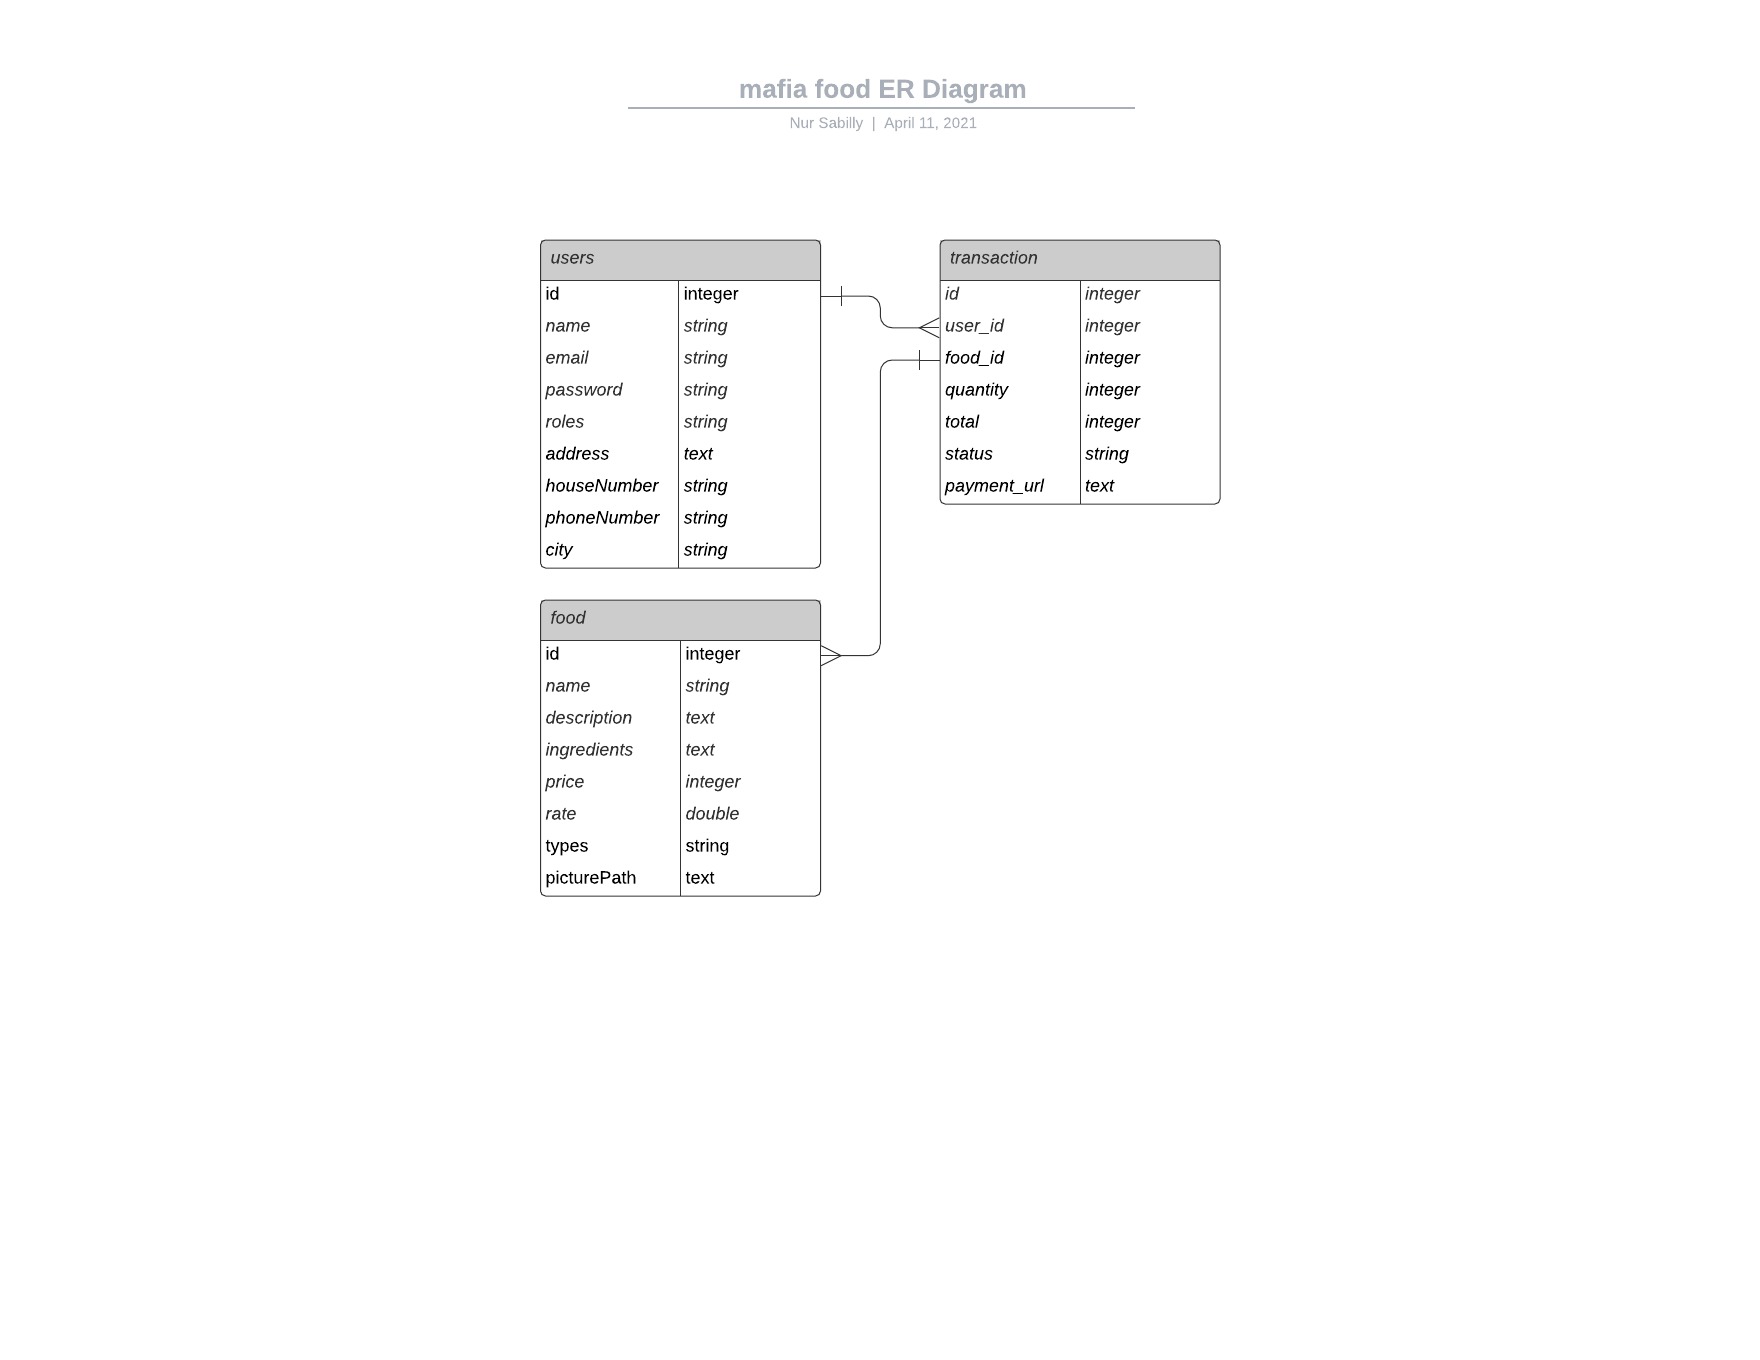 mafia food ER Diagram
Nur Sabilly | April 11, 2021
users
id integer
name string
email string
password string
roles string
address text
houseNumber string
phoneNumber string
city string
transaction
id integer
user_id integer
food_id integer
quantity integer
total integer
status string
payment_url text
food
id integer
name string
description text
ingredients text
price integer
rate double
types string
picturePath text